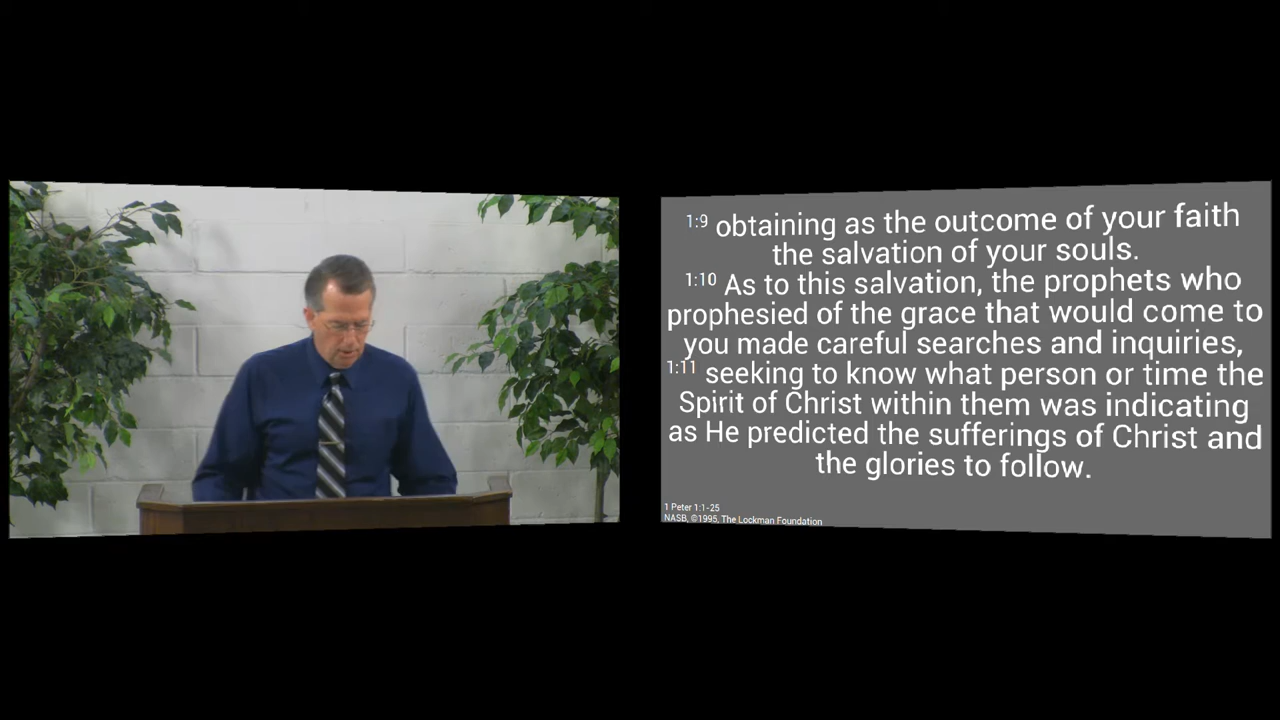 1:9 obtaining as the outcome of your faith
the salvation of your souls.
1:10 As to this salvation, the prophets who
prophesied of the grace that would come to
you made careful searches and inquiries,
1:11 seeking to know what person or time the
Spirit of Christ within them was indicating
as He predicted the sufferings of Christ and
the glories to follow.
1 Peter 1:1-25
NASB, ©1995, The Lockman Foundation